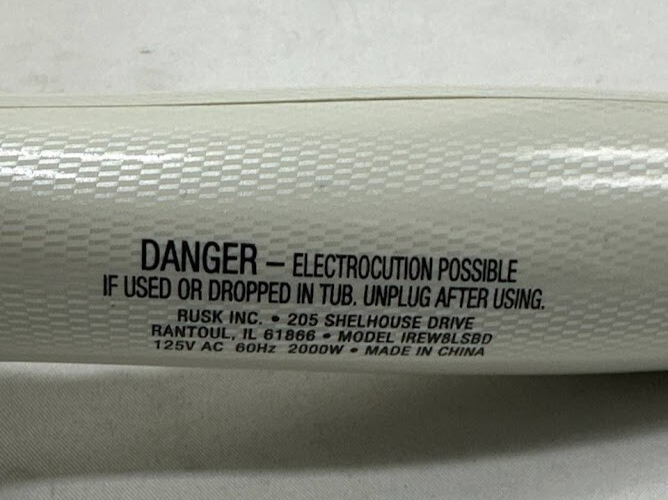 DANGER – ELECTROCUTION POSSIBLE
IF USED OR DROPPED IN TUB. UNPLUG AFTER USING.
RUSK INC. • 205 SHELHOUSE DRIVE
RANTOUL, IL 61866 • MODEL IREW8LSBD
125V AC 60Hz 2000W • MADE IN CHINA